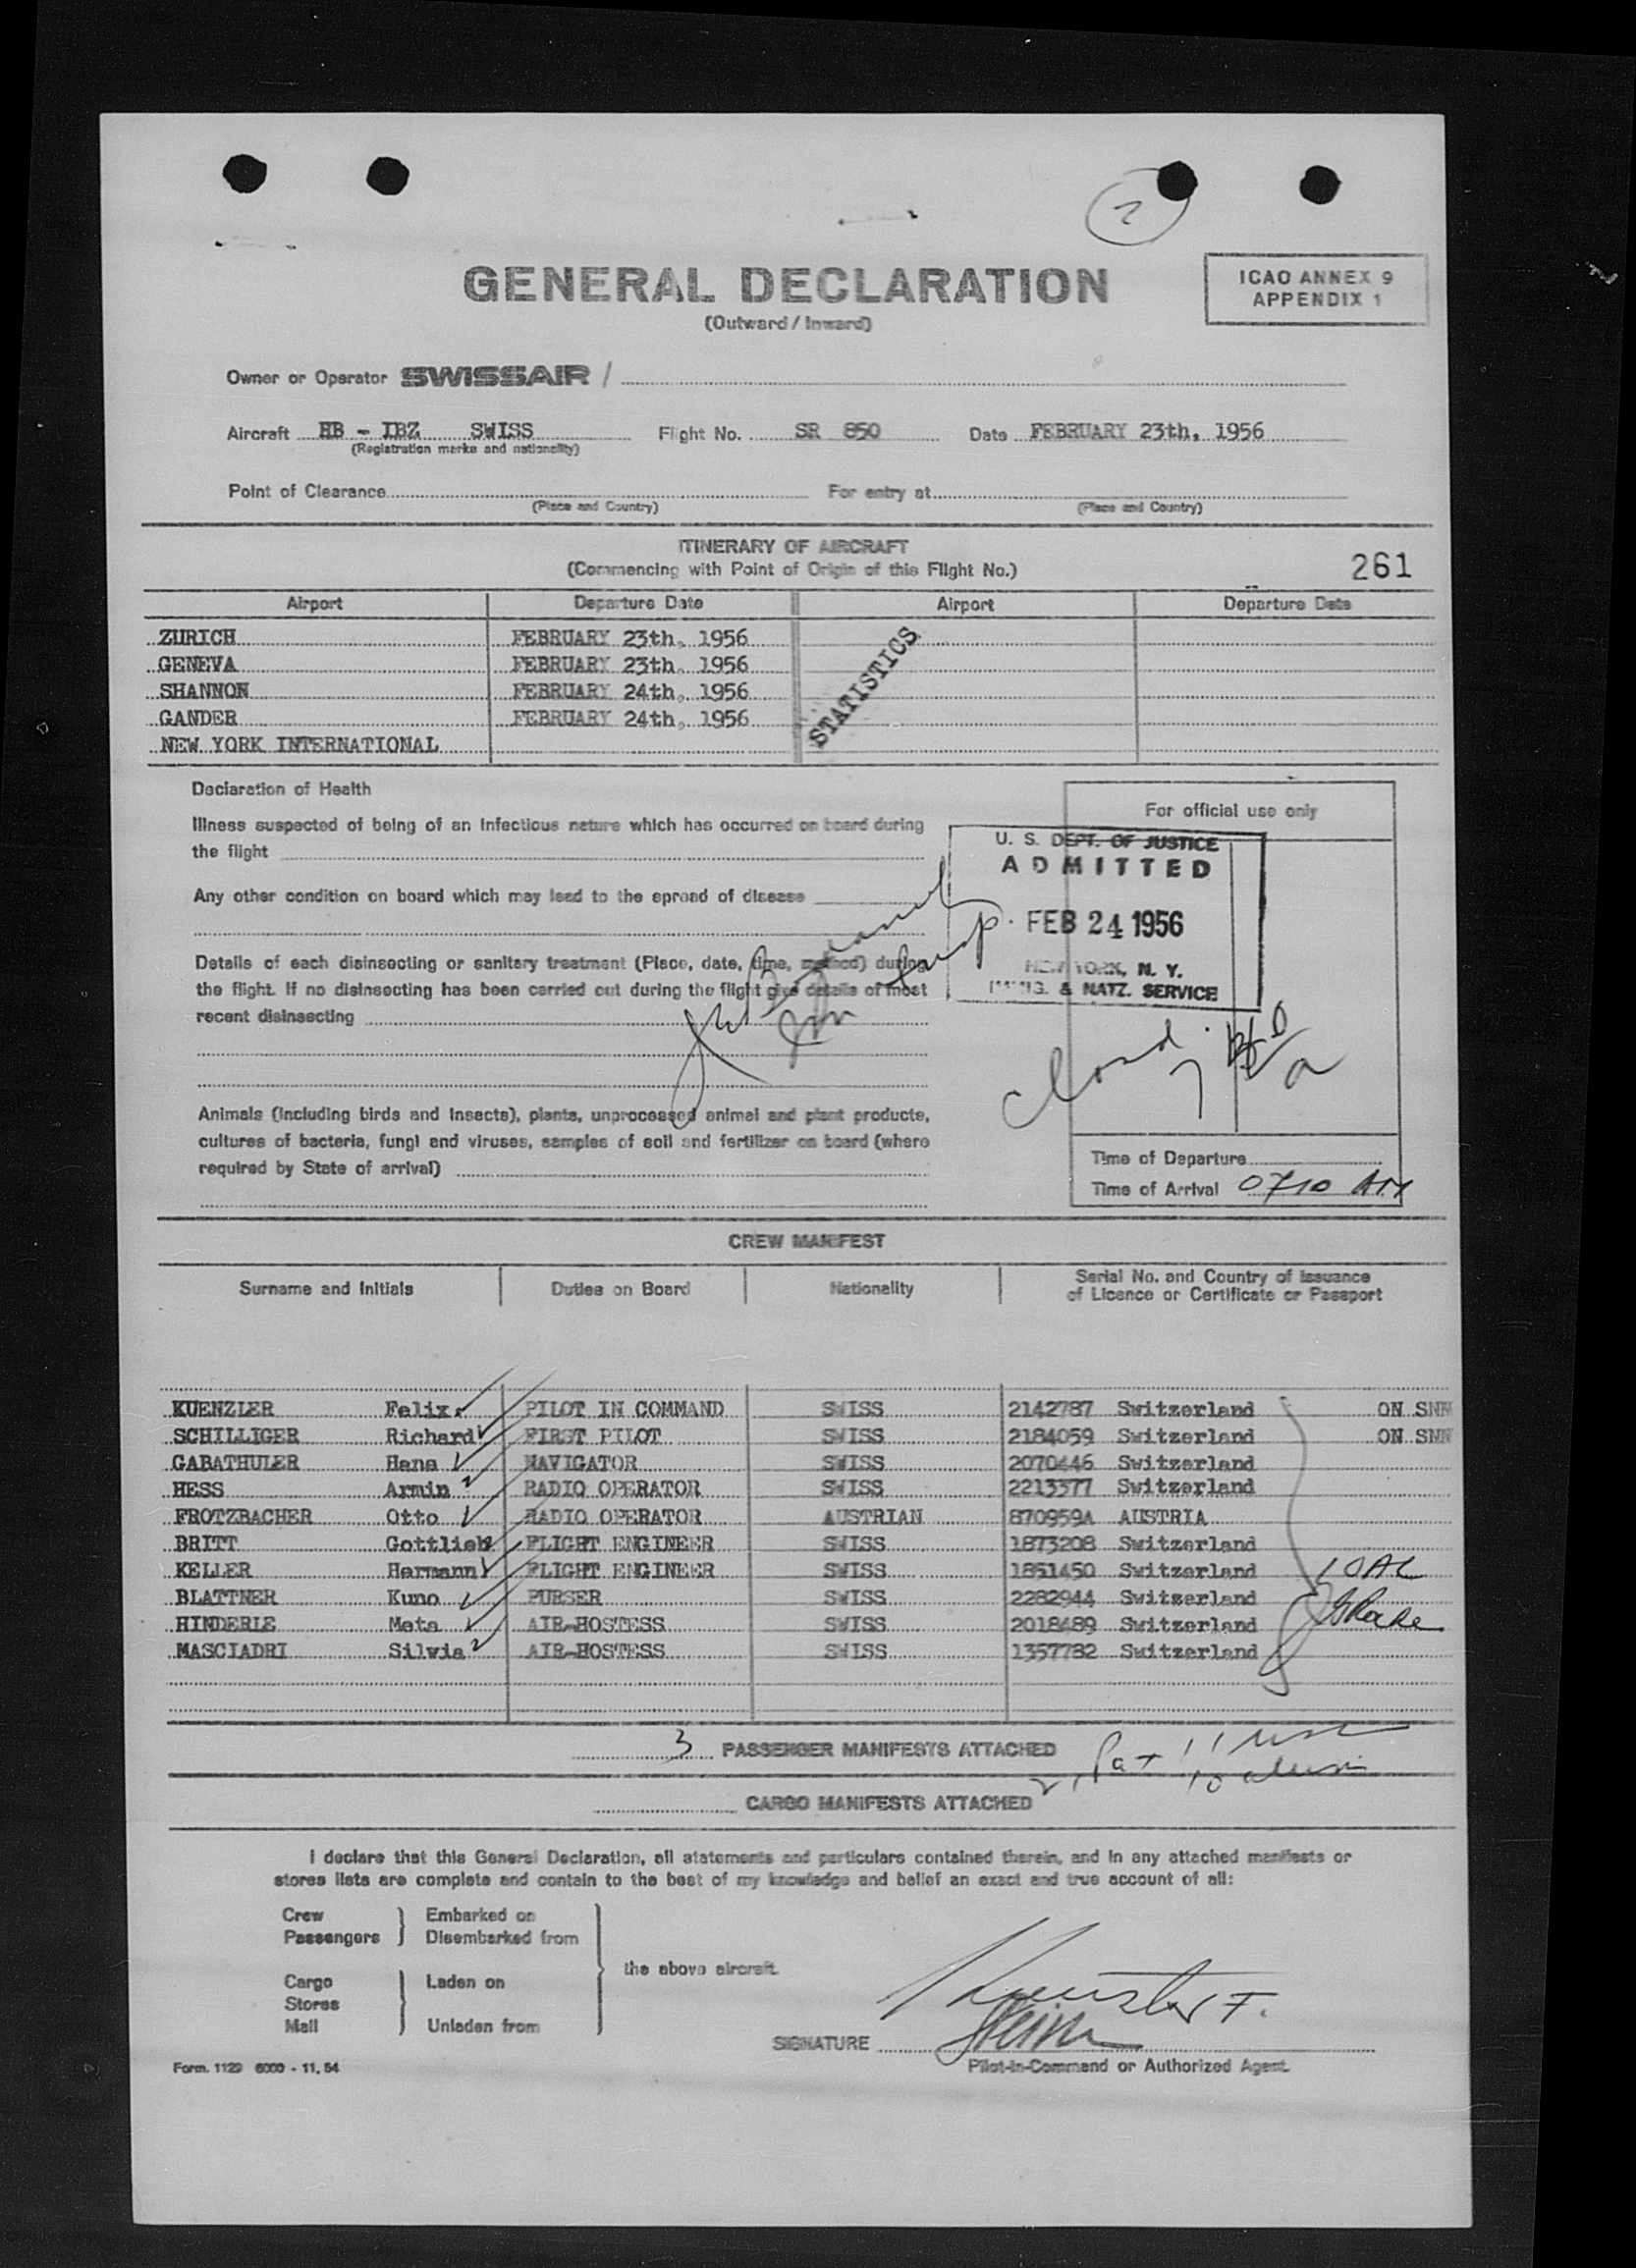 2
GENERAL DECLARATION
(Outward / Inward)
ICAO ANNEX 9
APPENDIX 1
Owner or Operator SWISSAIR /
Aircraft HB - IBZ SWISS Flight No. SR 850 Date FEBRUARY 23th, 1956
(Registration marks and nationality)
Point of Clearance For entry at
(Place and Country) (Place and Country)
ITINERARY OF AIRCRAFT
(Commencing with Point of Origin of this Flight No.)
261
Airport Departure Date Airport Departure Date
ZURICH FEBRUARY 23th, 1956
GENEVA FEBRUARY 23th, 1956
SHANNON FEBRUARY 24th, 1956
GANDER FEBRUARY 24th, 1956
NEW YORK INTERNATIONAL
STATISTICS
Declaration of Health
Illness suspected of being of an infectious nature which has occurred on board during
the flight
Any other condition on board which may lead to the spread of disease
Details of each disinsecting or sanitary treatment (Place, date, time, method) during
the flight. If no disinsecting has been carried out during the flight give details of most
recent disinsecting
Animals (including birds and insects), plants, unprocessed animal and plant products,
cultures of bacteria, fungi and viruses, samples of soil and fertilizer on board (where
required by State of arrival)
For official use only
U. S. DEPT. OF JUSTICE
ADMITTED
FEB 24 1956
NEW YORK, N. Y.
IMMIG. & NATZ. SERVICE
Time of Departure
Time of Arrival 0710 AM
CREW MANIFEST
Surname and Initials Duties on Board Nationality Serial No. and Country of Issuance
of Licence or Certificate or Passport
KUENZLER Felix PILOT IN COMMAND SWISS 2142787 Switzerland ON SNN
SCHILLIGER Richard FIRST PILOT SWISS 2184059 Switzerland ON SNN
GABATHULER Hans NAVIGATOR SWISS 2070446 Switzerland
HESS Armin RADIO OPERATOR SWISS 2213577 Switzerland
FROTZBACHER Otto RADIO OPERATOR AUSTRIAN 870959A AUSTRIA
BRITT Gottlieb FLIGHT ENGINEER SWISS 1873208 Switzerland
KELLER Hermann FLIGHT ENGINEER SWISS 1851450 Switzerland
BLATTNER Kuno PURSER SWISS 2282944 Switzerland
HINDERLE Meta AIR-HOSTESS SWISS 2018489 Switzerland
MASCIADRI Silvia AIR-HOSTESS SWISS 1357782 Switzerland
3 PASSENGER MANIFESTS ATTACHED
CARGO MANIFESTS ATTACHED
I declare that this General Declaration, all statements and particulars contained therein, and in any attached manifests or
stores lists are complete and contain to the best of my knowledge and belief an exact and true account of all:
Crew Embarked on
Passengers Disembarked from
the above aircraft.
Cargo Laden on
Stores
Mail Unladen from
SIGNATURE
Pilot-in-Command or Authorized Agent.
Form. 1129 6000 - 11. 54